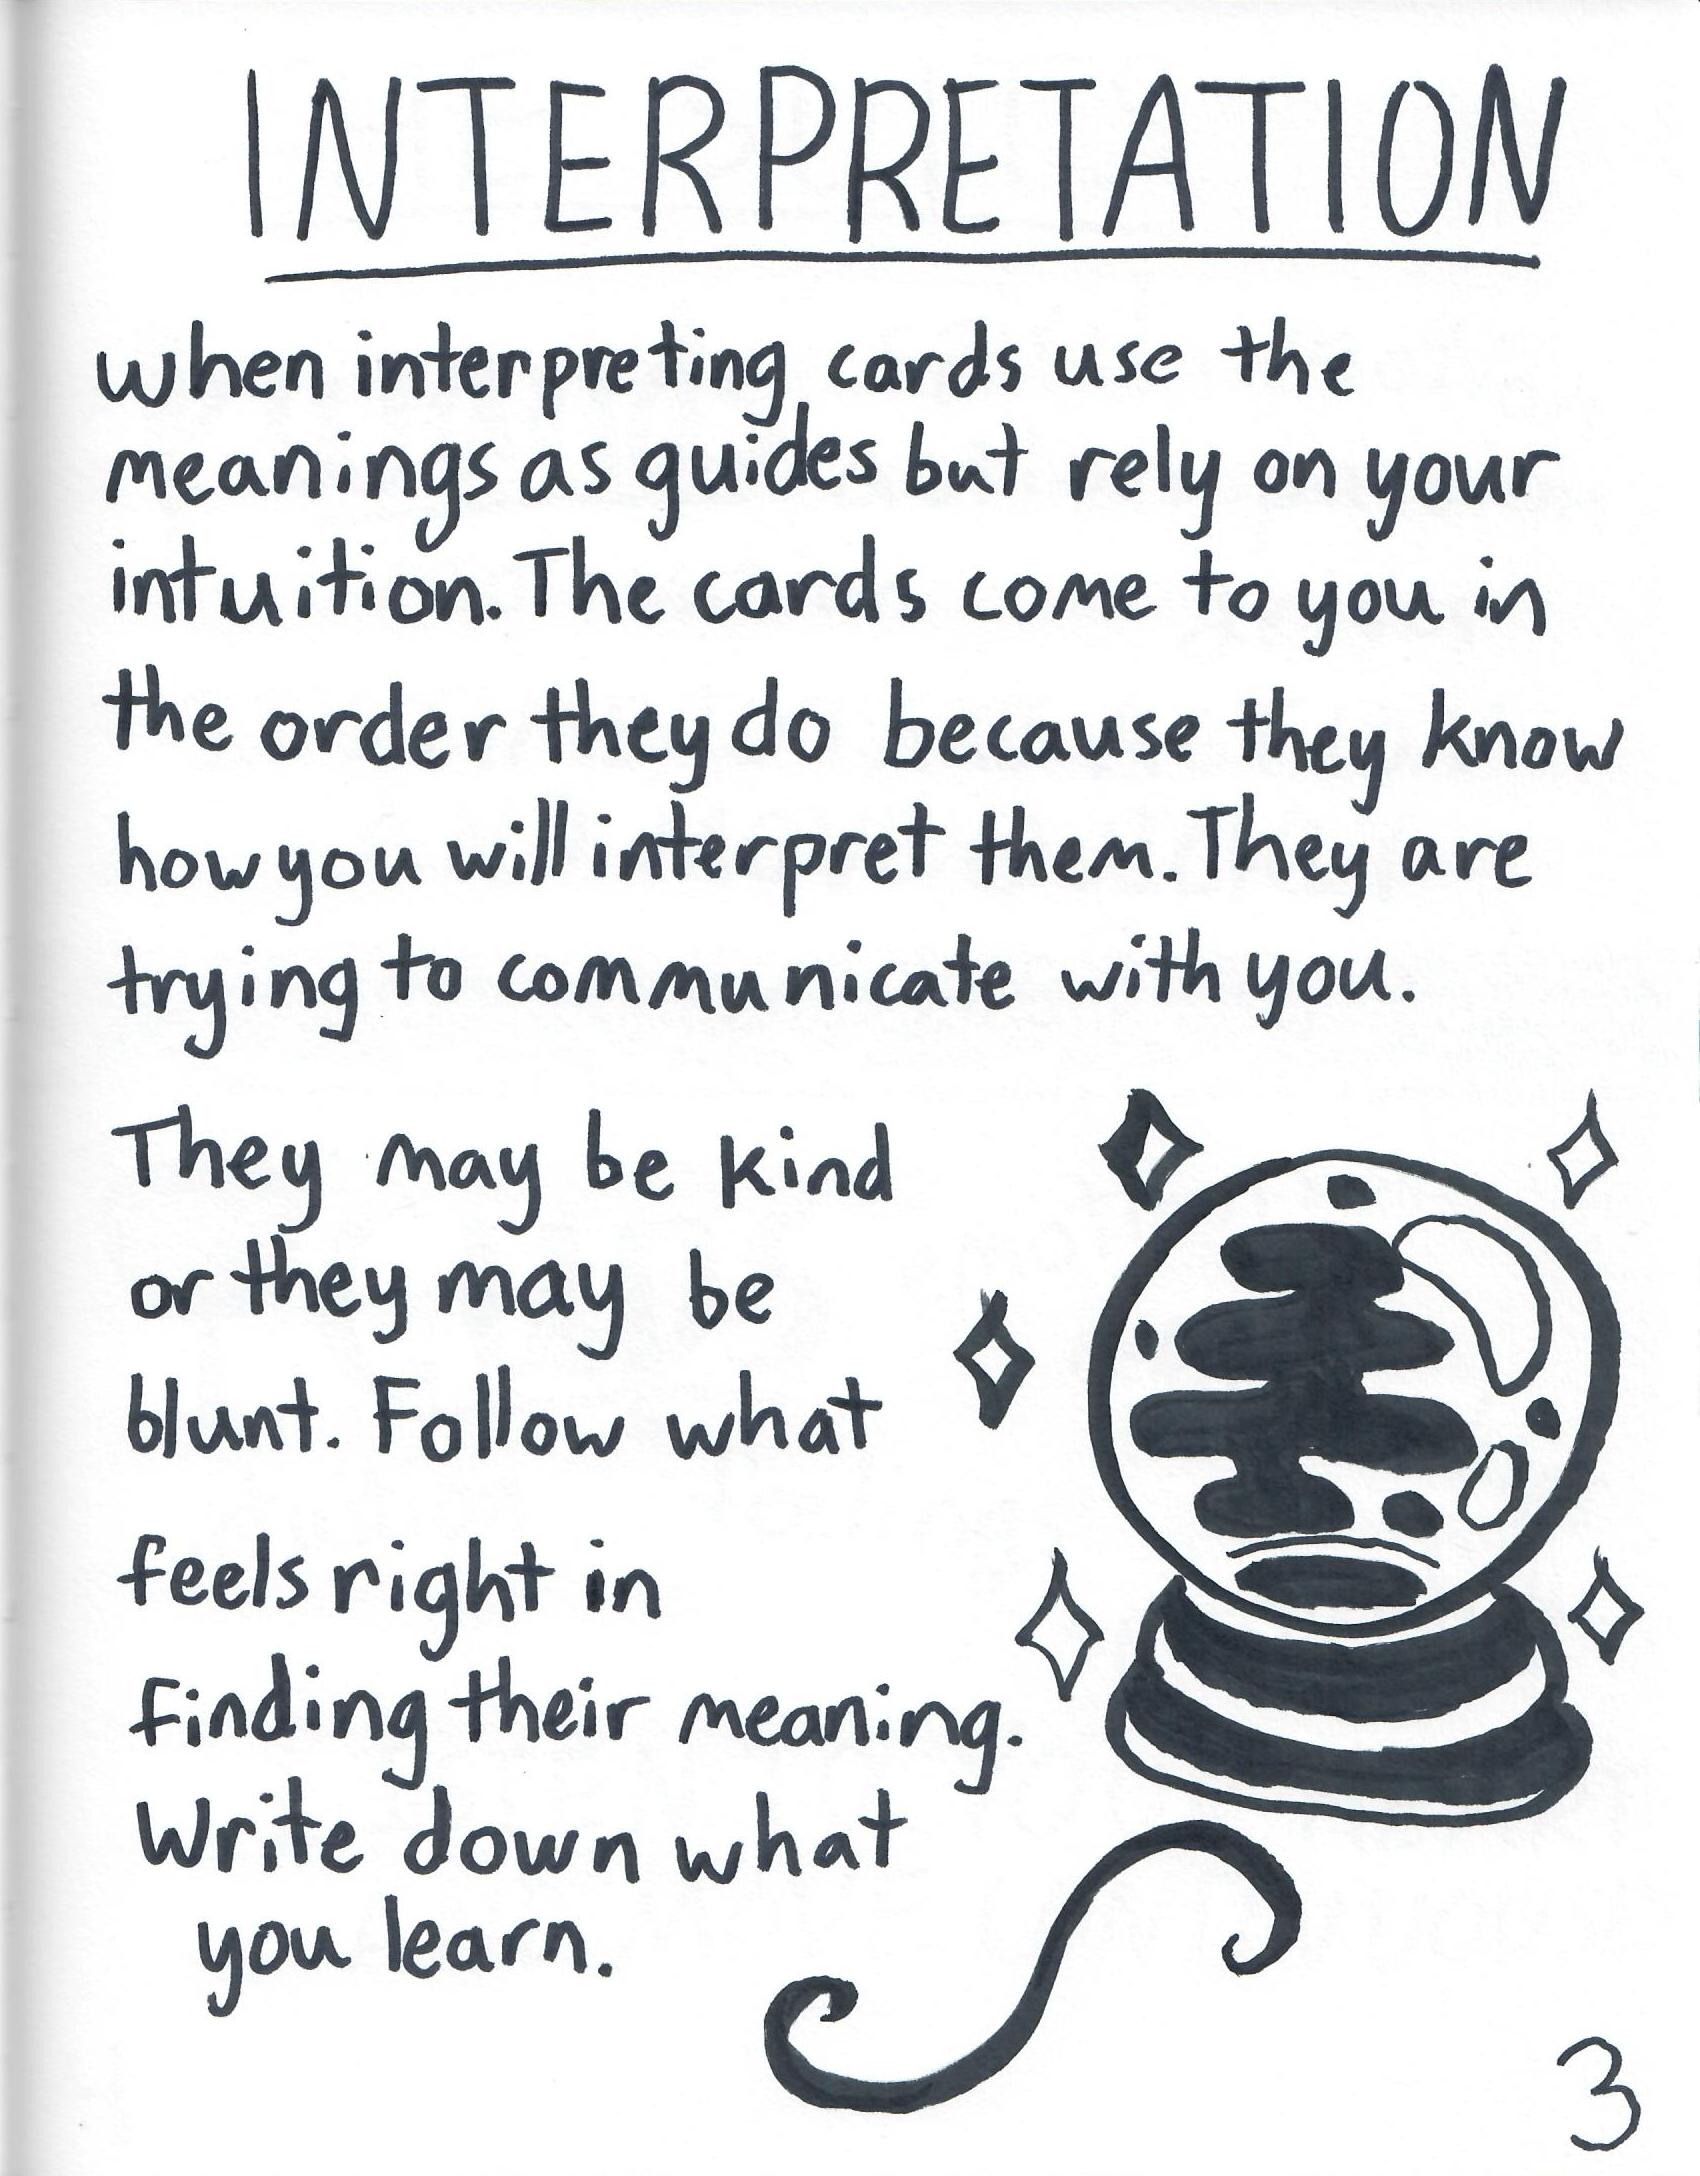 INTERPRETATION
when interpreting cards use the
meanings as guides but rely on your
intuition. The cards come to you in
the order they do because they know
how you will interpret them. They are
trying to communicate with you.
They may be kind
or they may be
blunt. Follow what
feels right in
finding their meaning.
Write down what
you learn.
3